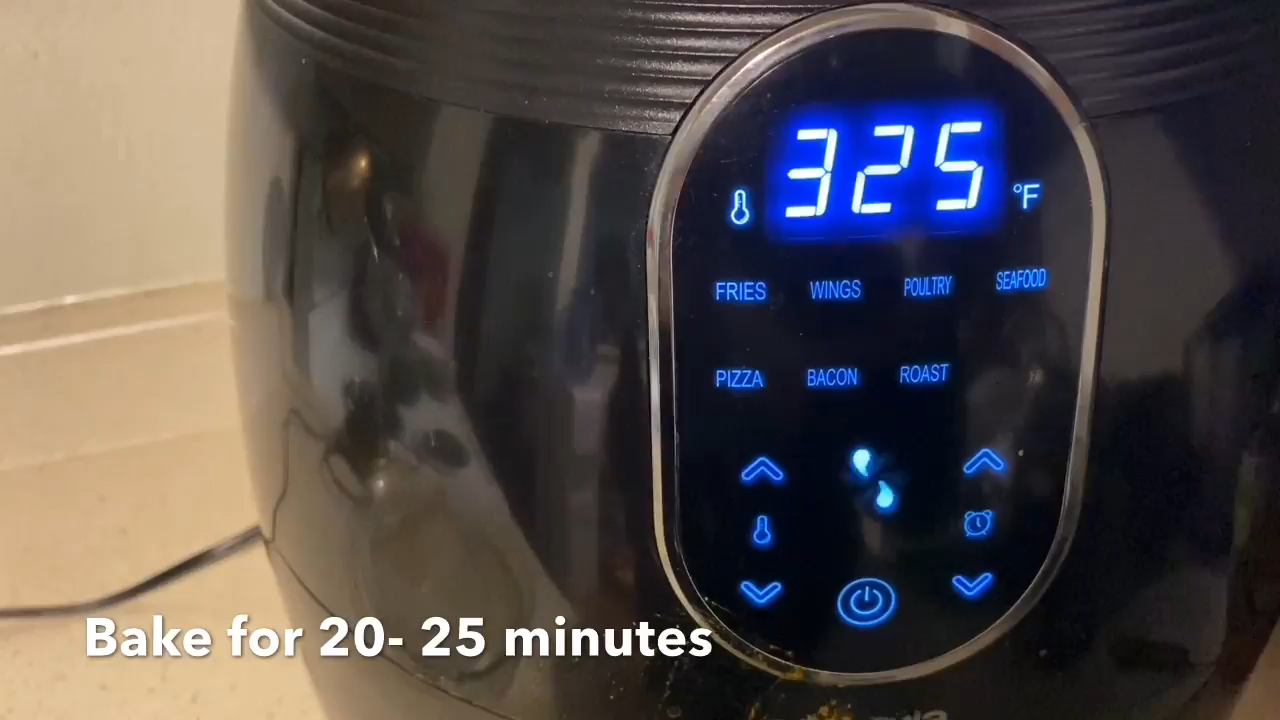 325 °F
FRIES WINGS POULTRY SEAFOOD
PIZZA BACON ROAST
Bake for 20- 25 minutes